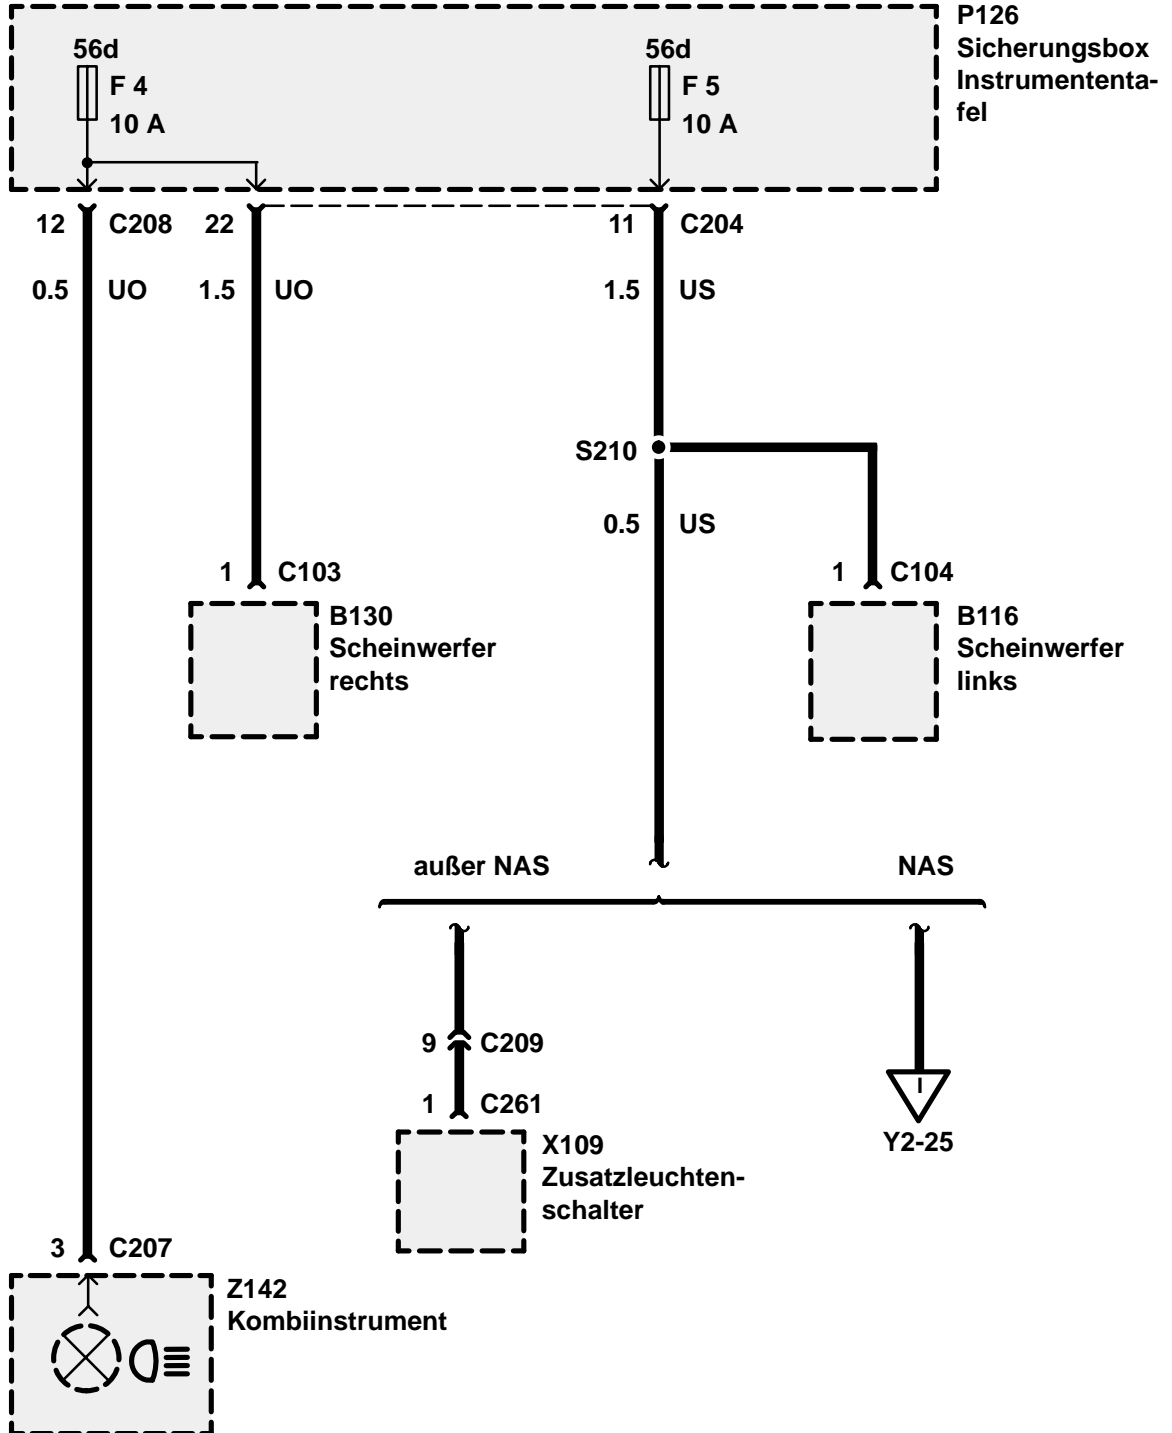 P126
Sicherungsbox
Instrumententa-
fel
56d
F 4
10 A
56d
F 5
10 A
12 C208 22 11 C204
0.5 UO 1.5 UO 1.5 US
S210
0.5 US
1 C103 1 C104
B130
Scheinwerfer
rechts
B116
Scheinwerfer
links
außer NAS NAS
9 C209
1 C261
I
Y2-25
X109
Zusatzleuchten-
schalter
3 C207
Z142
Kombiinstrument